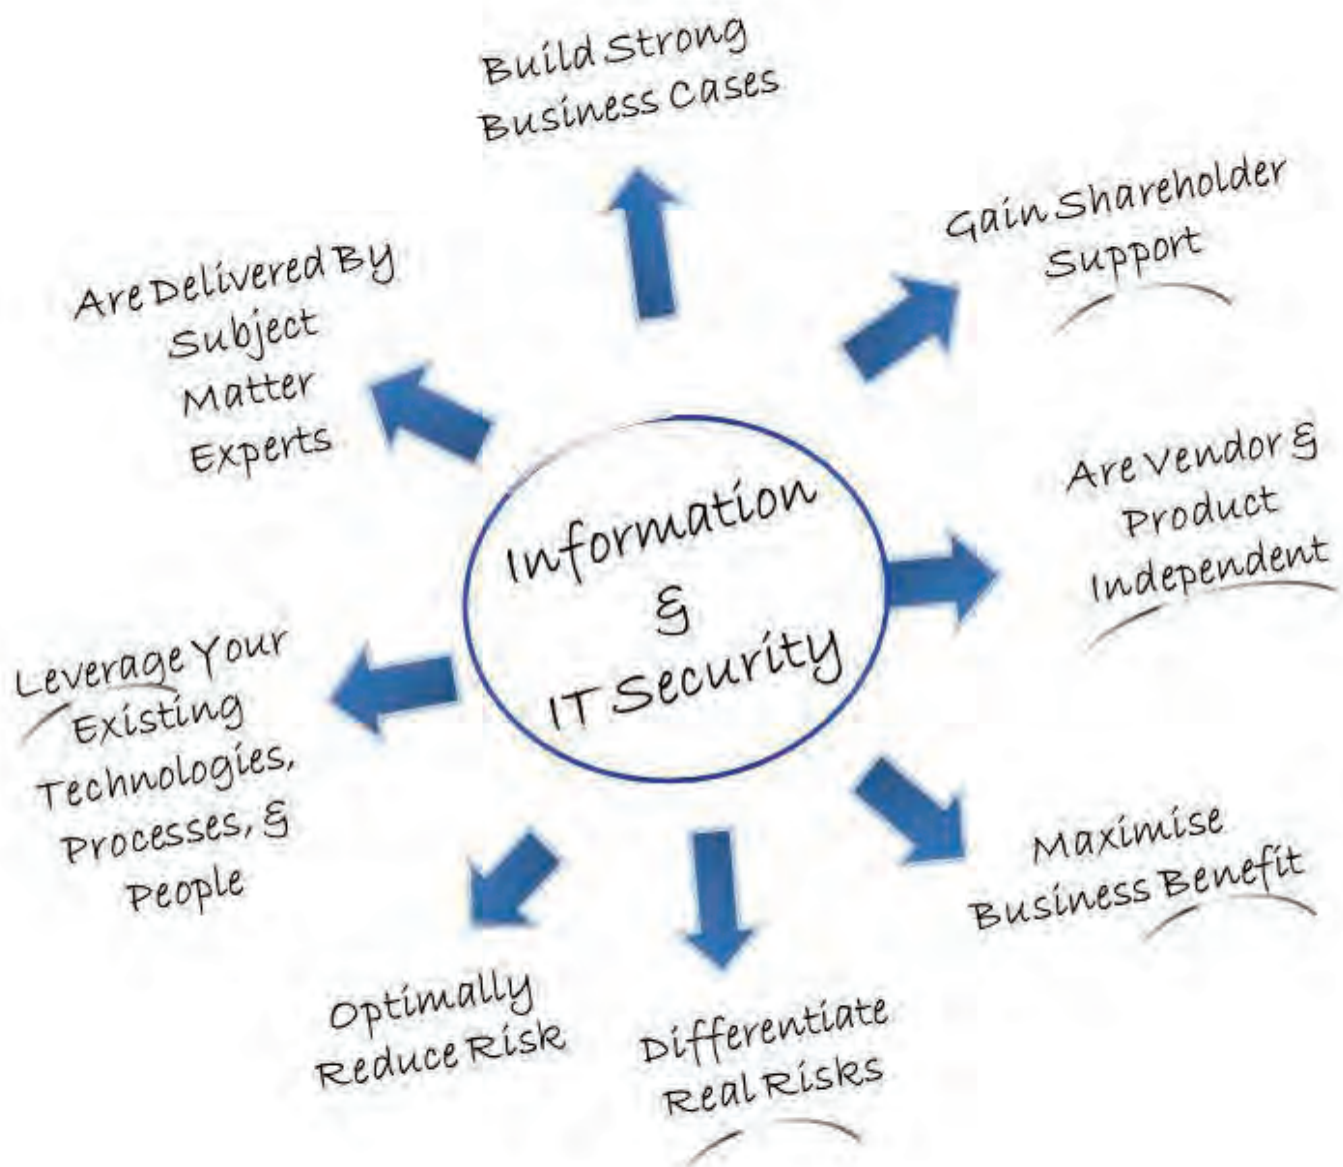 Build Strong
Business Cases
Gain Shareholder
Support
Are Delivered By
Subject
Matter
Experts
Are Vendor &
Product
Independent
Information
&
IT Security
Leverage Your
Existing
Technologies,
Processes, &
People
Maximise
Business Benefit
Optimally
Reduce Risk
Differentiate
Real Risks